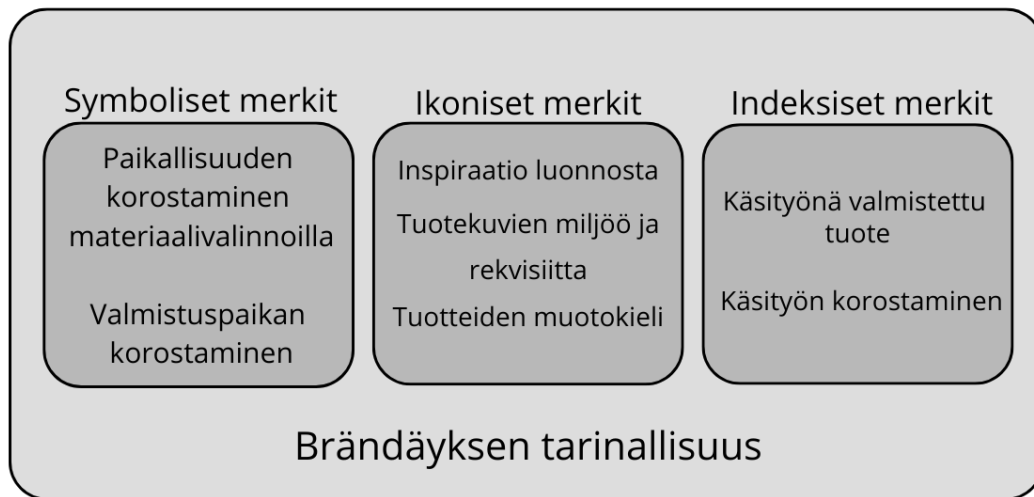 Symboliset merkit
Paikallisuuden
korostaminen
materiaalivalinnoilla
Valmistuspaikan
korostaminen
Ikoniset merkit
Inspiraatio luonnosta
Tuotekuvien miljöö ja
rekvisiitta
Tuotteiden muotokieli
Indeksiset merkit
Käsityönä valmistettu
tuote
Käsityön korostaminen
Brändäyksen tarinallisuus